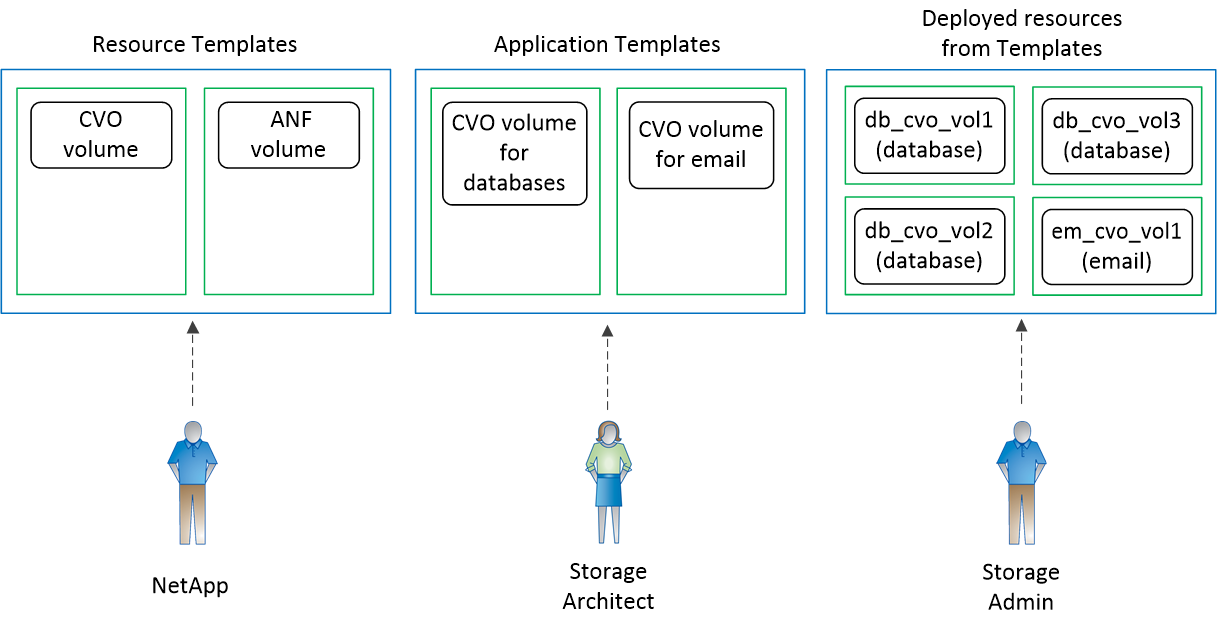 Resource Templates
CVO
volume
ANF
volume
NetApp
Application Templates
CVO volume
for
databases
CVO volume
for email
Storage
Architect
Deployed resources
from Templates
db_cvo_vol1
(database)
db_cvo_vol3
(database)
db_cvo_vol2
(database)
em_cvo_vol1
(email)
Storage
Admin